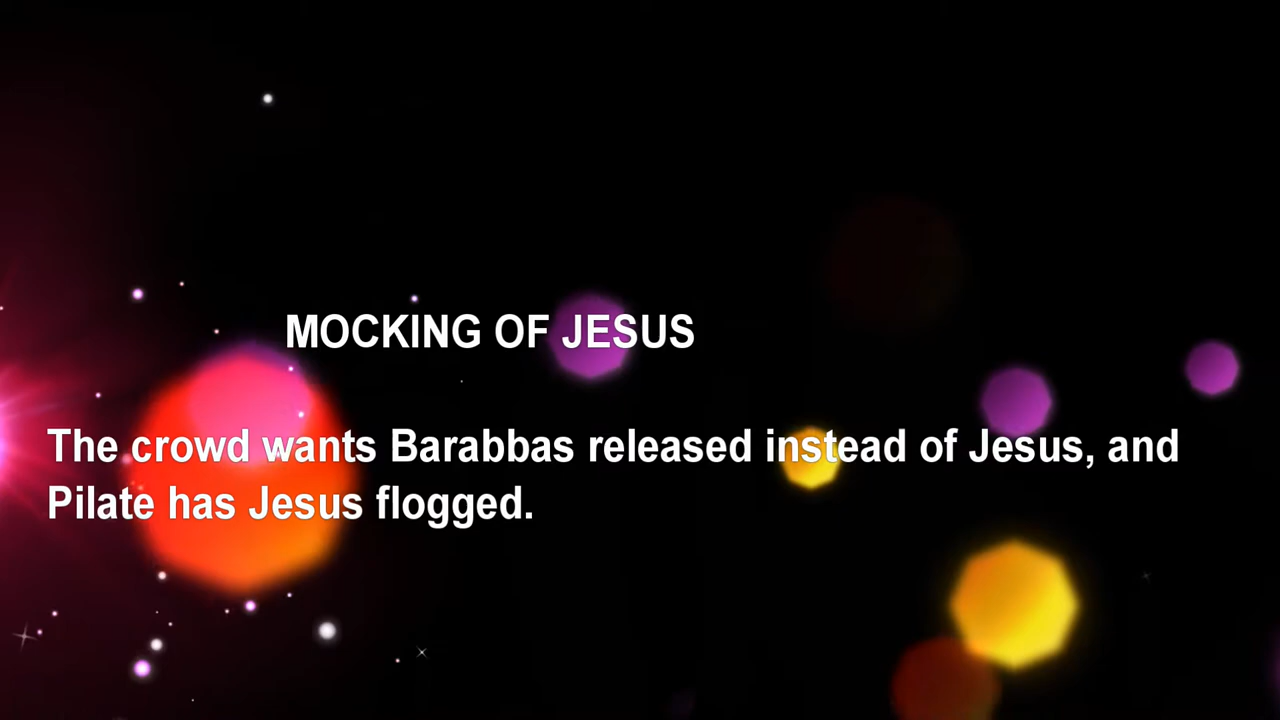 MOCKING OF JESUS
The crowd wants Barabbas released instead of Jesus, and
Pilate has Jesus flogged.